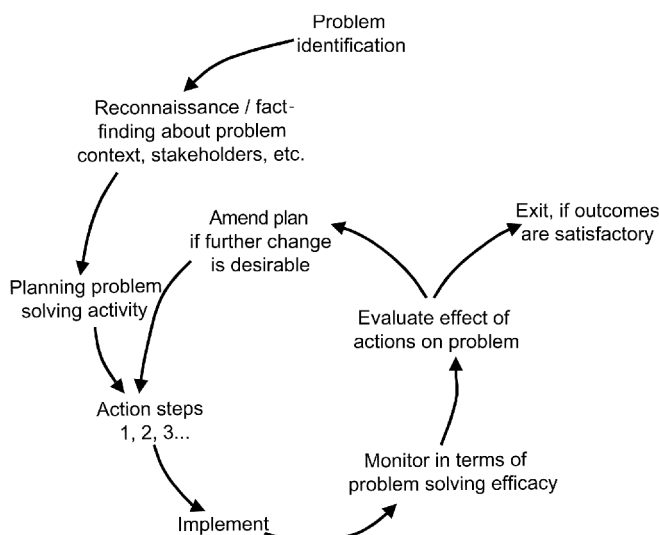 Problem
identification
Reconnaissance / fact-
finding about problem
context, stakeholders, etc.
Amend plan
if further change
is desirable
Exit, if outcomes
are satisfactory
Planning problem
solving activity
Evaluate effect of
actions on problem
Action steps
1, 2, 3...
Monitor in terms of
problem solving efficacy
Implement